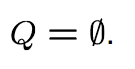 Q = ∅.